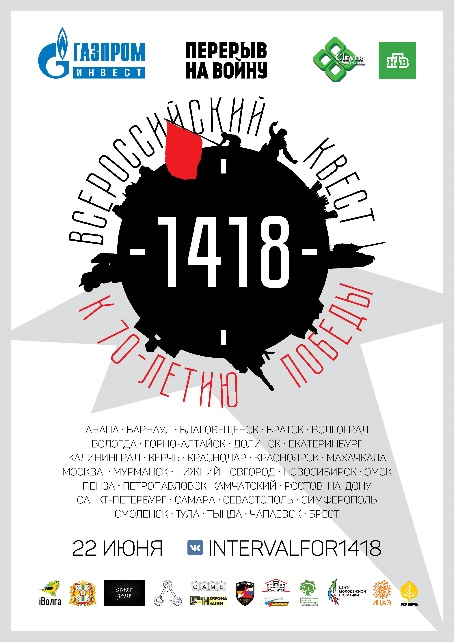 ГАЗПРОМ
ИНВЕСТ
ПЕРЕРЫВ
НА ВОЙНУ
НТВ
ВСЕРОССИЙСКИЙ КВЕСТ
-1418-
К 70-ЛЕТИЮ ПОБЕДЫ
АНАПА · БАРНАУЛ · БЛАГОВЕЩЕНСК · БРАТСК · ВОЛГОГРАД
ВОЛОГДА · ГОРНО-АЛТАЙСК · ДОЛИНСК · ЕКАТЕРИНБУРГ
КАЛИНИНГРАД · КЕРЧЬ · КРАСНОДАР · КРАСНОЯРСК · МАХАЧКАЛА
МОСКВА · МУРМАНСК · НИЖНИЙ НОВГОРОД · НОВОСИБИРСК · ОМСК
ПЕНЗА · ПЕТРОПАВЛОВСК-КАМЧАТСКИЙ · РОСТОВ-НА-ДОНУ
САНКТ-ПЕТЕРБУРГ · САМАРА · СЕВАСТОПОЛЬ · СИМФЕРОПОЛЬ
СМОЛЕНСК · ТУЛА · ТЫНДА · ЧАПАЕВСК · БРЕСТ
22 ИЮНЯ INTERVALFOR1418
iВолга